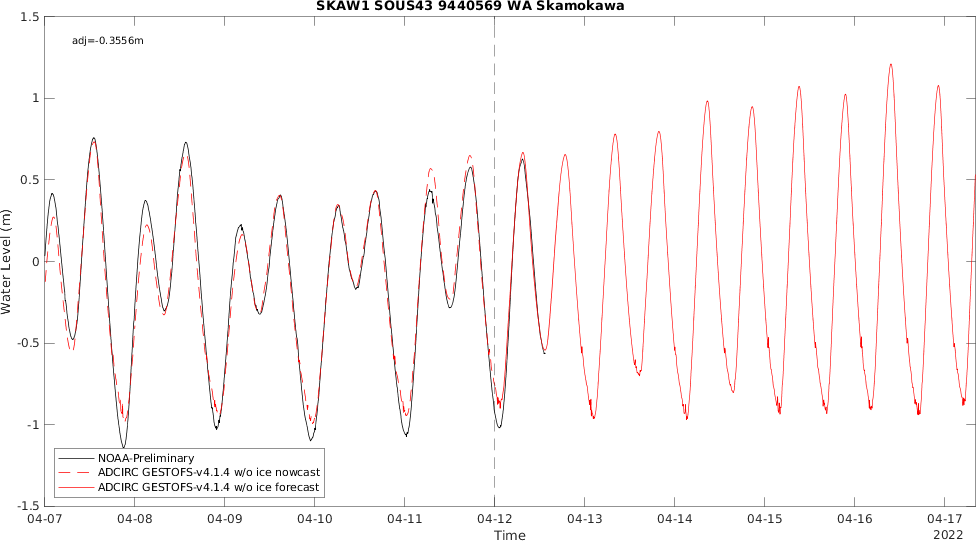 SKAW1 SOUS43 9440569 WA Skamokawa
adj=-0.3556m
1.5
1
0.5
0
-0.5
-1
-1.5
Water Level (m)
NOAA-Preliminary
ADCIRC GESTOFS-v4.1.4 w/o ice nowcast
ADCIRC GESTOFS-v4.1.4 w/o ice forecast
04-07 04-08 04-09 04-10 04-11 04-12 04-13 04-14 04-15 04-16 04-17
Time
2022